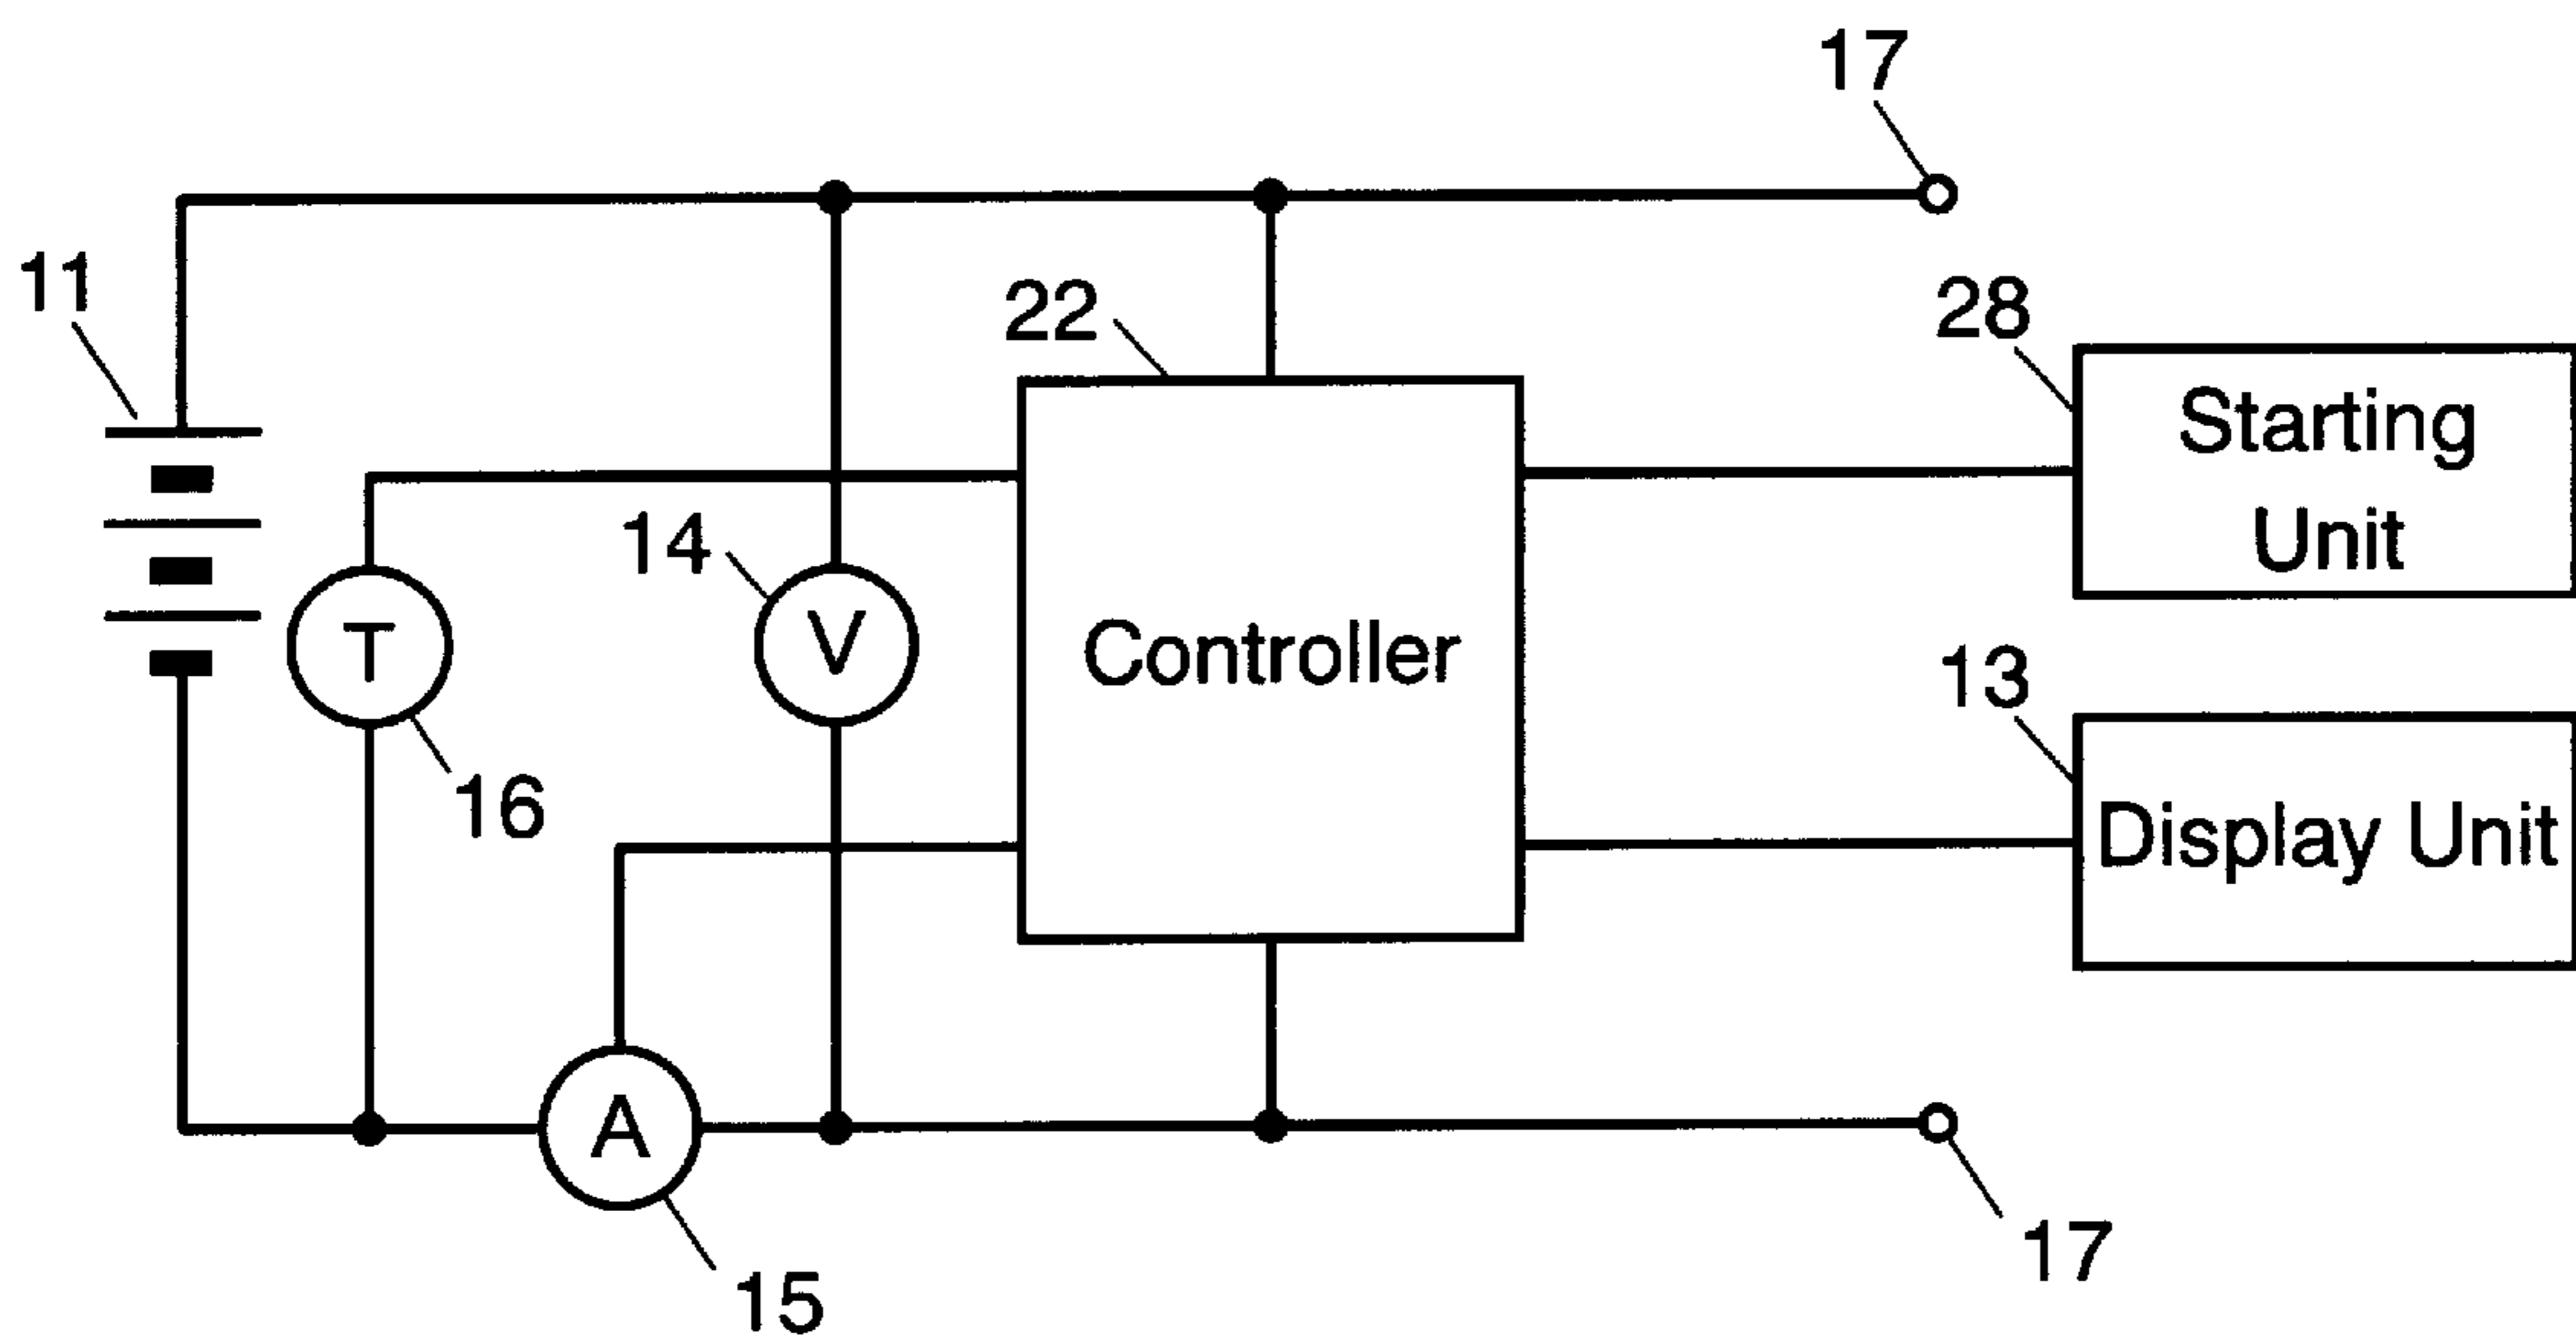 17
11
22
28
Starting
Unit
14
V
T
Controller
13
16
Display Unit
A
15
17